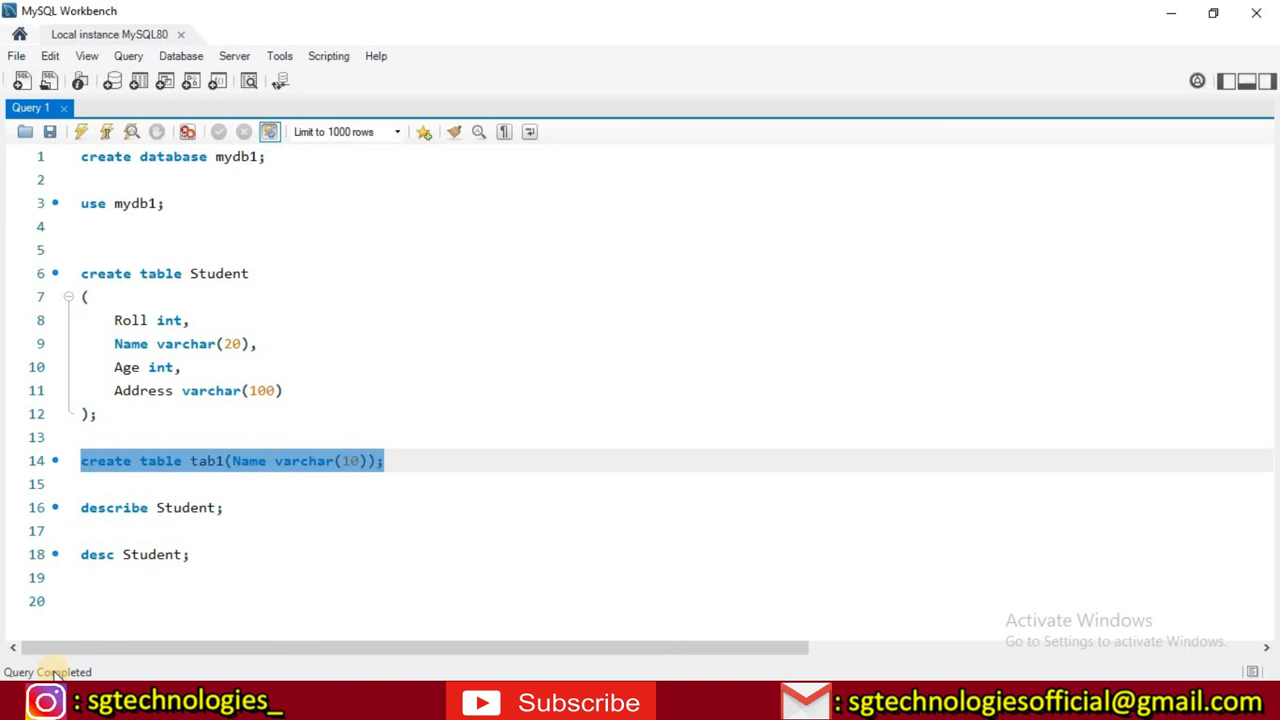 MySQL Workbench
Local instance MySQL80 ×
File Edit View Query Database Server Tools Scripting Help
Query 1 ×
Limit to 1000 rows
1 create database mydb1;
2
3 use mydb1;
4
5
6 create table Student
7 (
8 Roll int,
9 Name varchar(20),
10 Age int,
11 Address varchar(100)
12 );
13
14 create table tab1(Name varchar(10));
15
16 describe Student;
17
18 desc Student;
19
20
Activate Windows
Go to Settings to activate Windows.
Query Completed
: sgtechnologies_ Subscribe : sgtechnologiesofficial@gmail.com